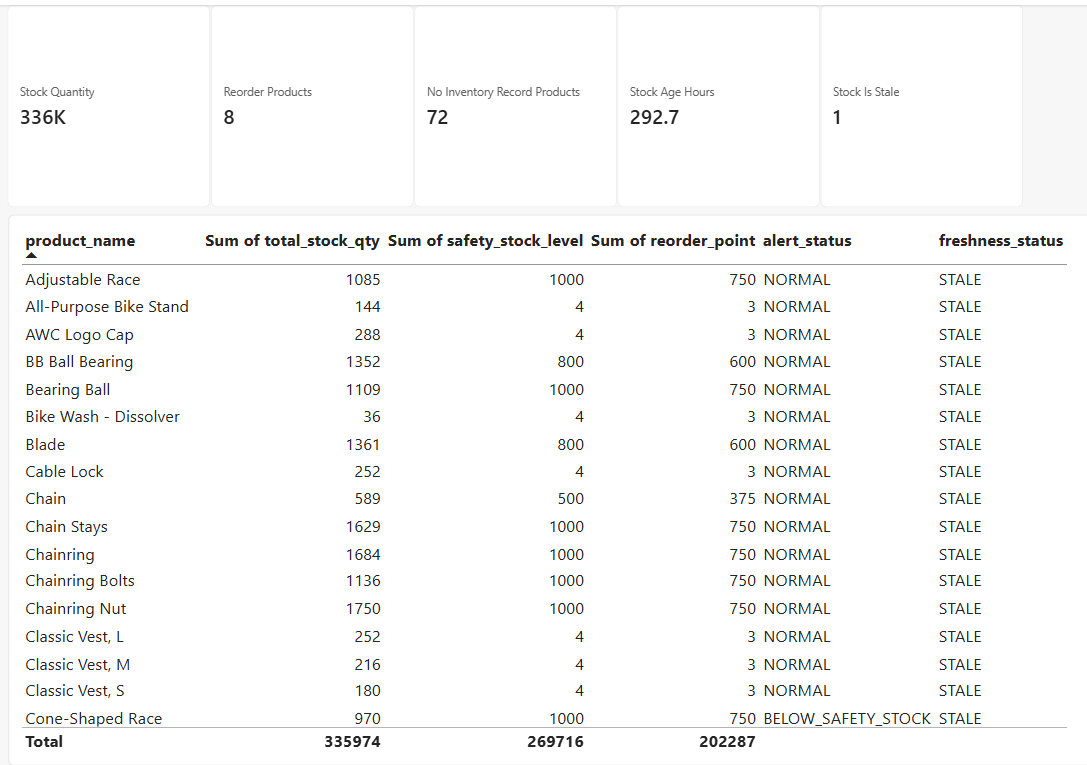 Stock Quantity Reorder Products No Inventory Record Products Stock Age Hours Stock Is Stale
336K 8 72 292.7 1
product_name Sum of total_stock_qty Sum of safety_stock_level Sum of reorder_point alert_status freshness_status
Adjustable Race 1085 1000 750 NORMAL STALE
All-Purpose Bike Stand 144 4 3 NORMAL STALE
AWC Logo Cap 288 4 3 NORMAL STALE
BB Ball Bearing 1352 800 600 NORMAL STALE
Bearing Ball 1109 1000 750 NORMAL STALE
Bike Wash - Dissolver 36 4 3 NORMAL STALE
Blade 1361 800 600 NORMAL STALE
Cable Lock 252 4 3 NORMAL STALE
Chain 589 500 375 NORMAL STALE
Chain Stays 1629 1000 750 NORMAL STALE
Chainring 1684 1000 750 NORMAL STALE
Chainring Bolts 1136 1000 750 NORMAL STALE
Chainring Nut 1750 1000 750 NORMAL STALE
Classic Vest, L 252 4 3 NORMAL STALE
Classic Vest, M 216 4 3 NORMAL STALE
Classic Vest, S 180 4 3 NORMAL STALE
Cone-Shaped Race 970 1000 750 BELOW_SAFETY_STOCK STALE
Total 335974 269716 202287